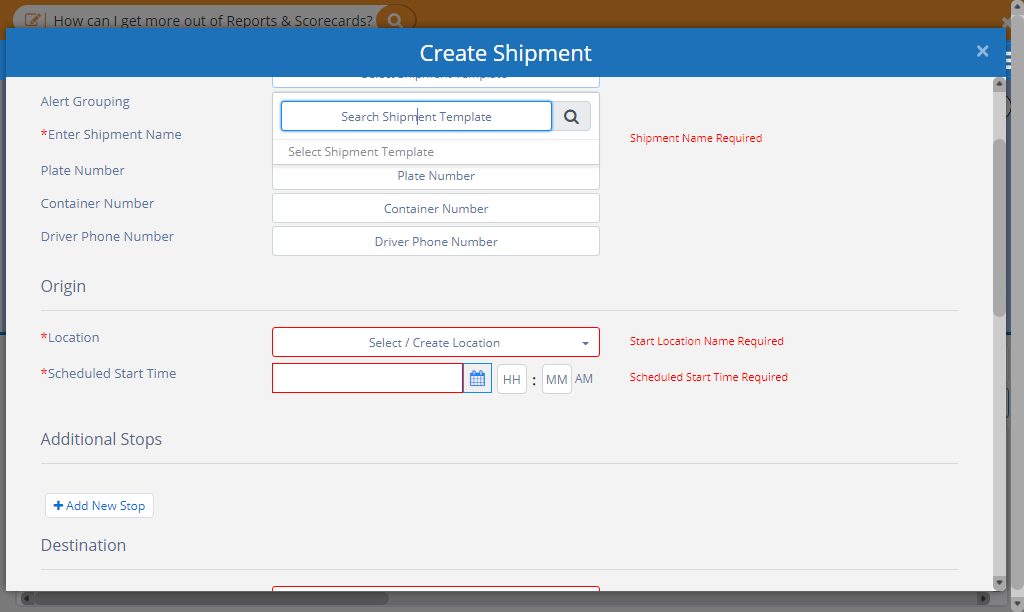 How can I get more out of Reports & Scorecards?
Create Shipment
×
Select Shipment Template
Alert Grouping
Search Shipment Template
*Enter Shipment Name
Shipment Name Required
Select Shipment Template
Plate Number
Plate Number
Container Number
Container Number
Driver Phone Number
Driver Phone Number
Origin
*Location
Select / Create Location
Start Location Name Required
*Scheduled Start Time
HH : MM AM
Scheduled Start Time Required
Additional Stops
+ Add New Stop
Destination